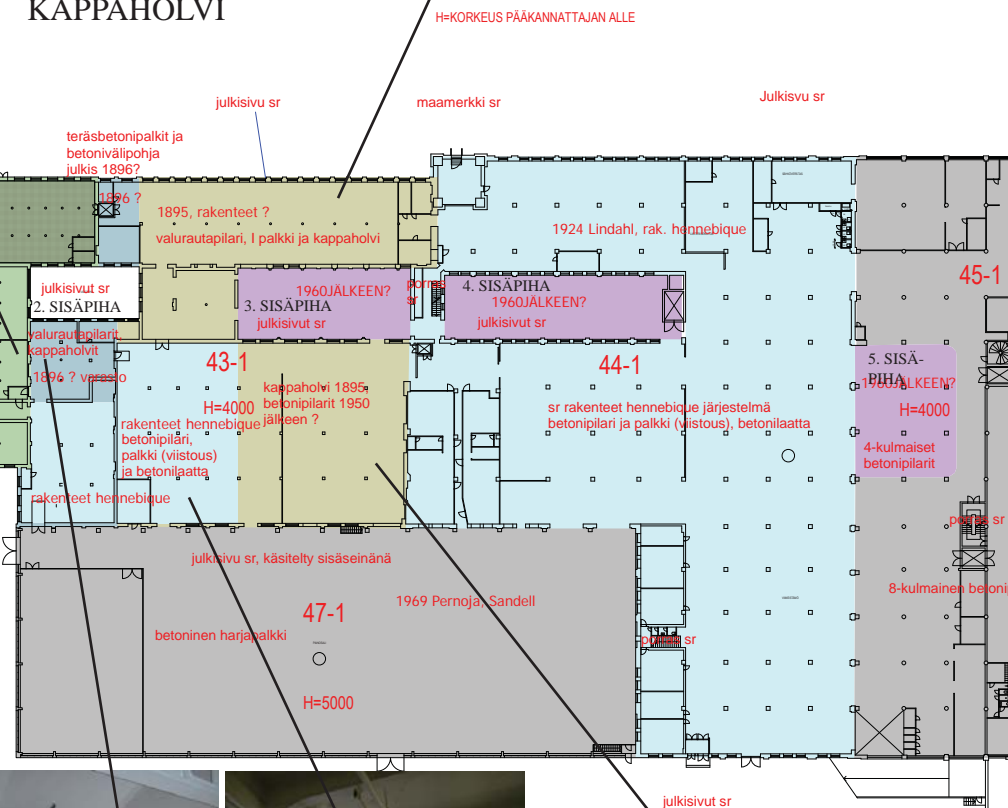 KAPPAHOLVI
H=KORKEUS PÄÄKANNATTAJAN ALLE
julkisivu sr
maamerkki sr
Julkisvu sr
teräsbetonipalkit ja
betonivälipohja
julkis 1896?
1896 ?
1895, rakenteet ?
valurautapilari, I palkki ja kappaholvi
1924 Lindahl, rak. hennebique
45-1
julkisivut sr
2. SISÄPIHA
1960JÄLKEEN?
3. SISÄPIHA
julkisivut sr
porras
sr
4. SISÄPIHA
1960JÄLKEEN?
julkisivut sr
valurautapilarit,
kappaholvit
1896 ? varasto
43-1
H=4000
kappaholvi 1895
betonipilarit 1950
jälkeen ?
rakenteet hennebique
betonipilari,
palkki (viistous)
ja betonilaatta
rakenteet hennebique
44-1
sr rakenteet hennebique järjestelmä
betonipilari ja palkki (viistous), betonilaatta
5. SISÄ-
PIHA
1960JÄLKEEN?
H=4000
4-kulmaiset
betonipilarit
porras sr
julkisivu sr, käsitelty sisäseinänä
1969 Pernoja, Sandell
47-1
betoninen harjapalkki
H=5000
8-kulmainen betonipi
porras sr
julkisivut sr